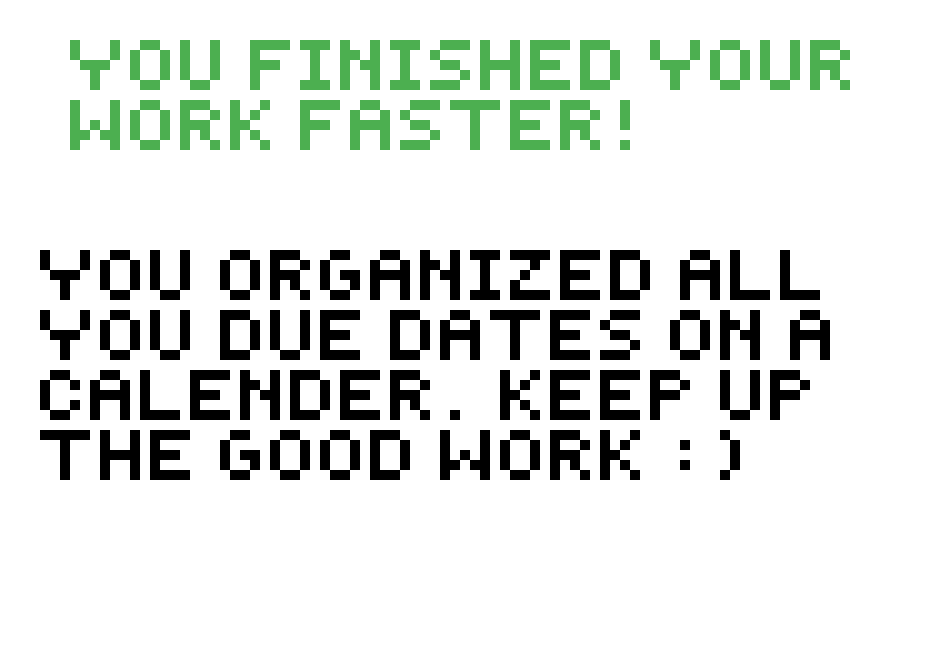 YOU FINISHED YOUR
WORK FASTER!
YOU ORGANIZED ALL
YOU DUE DATES ON A
CALENDER. KEEP UP
THE GOOD WORK :)